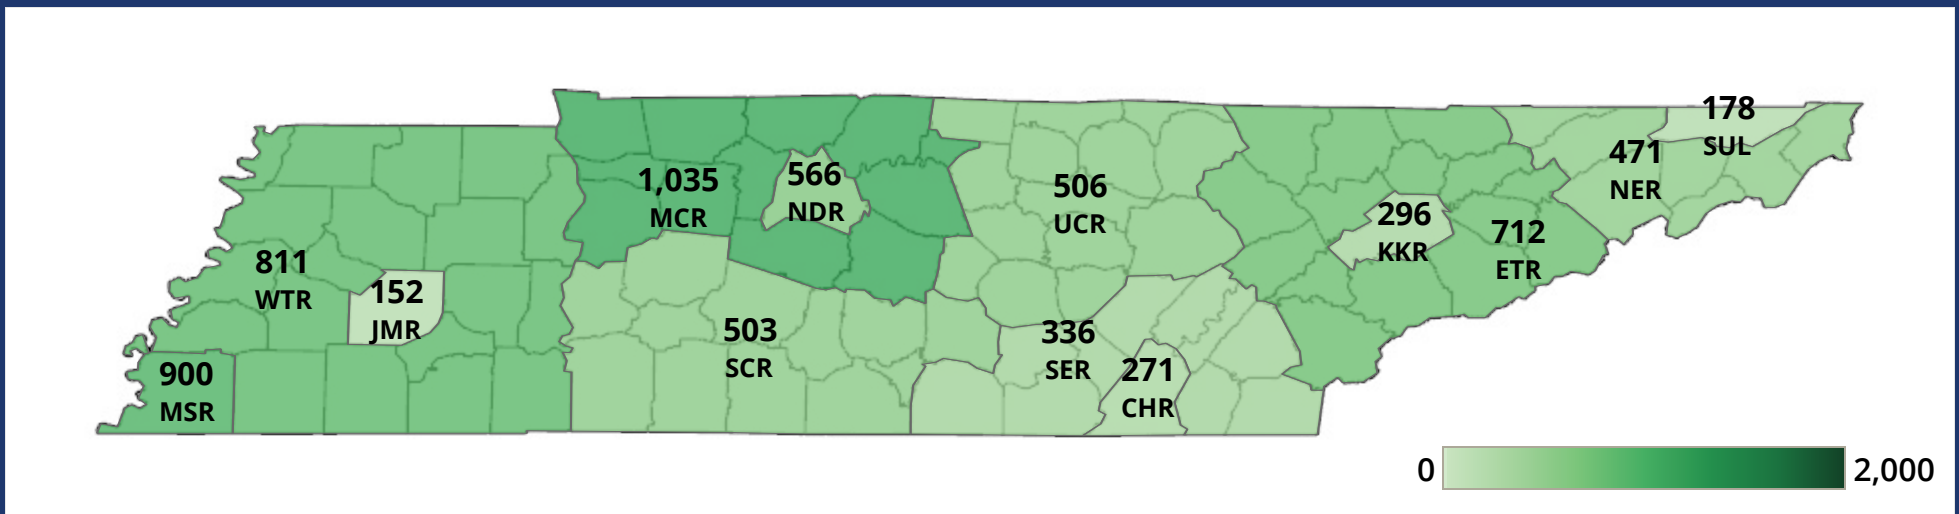 178
SUL
471
NER
1,035
MCR
566
NDR
506
UCR
296
KKR
712
ETR
811
WTR
152
JMR
503
SCR
336
SER
271
CHR
900
MSR
0
2,000